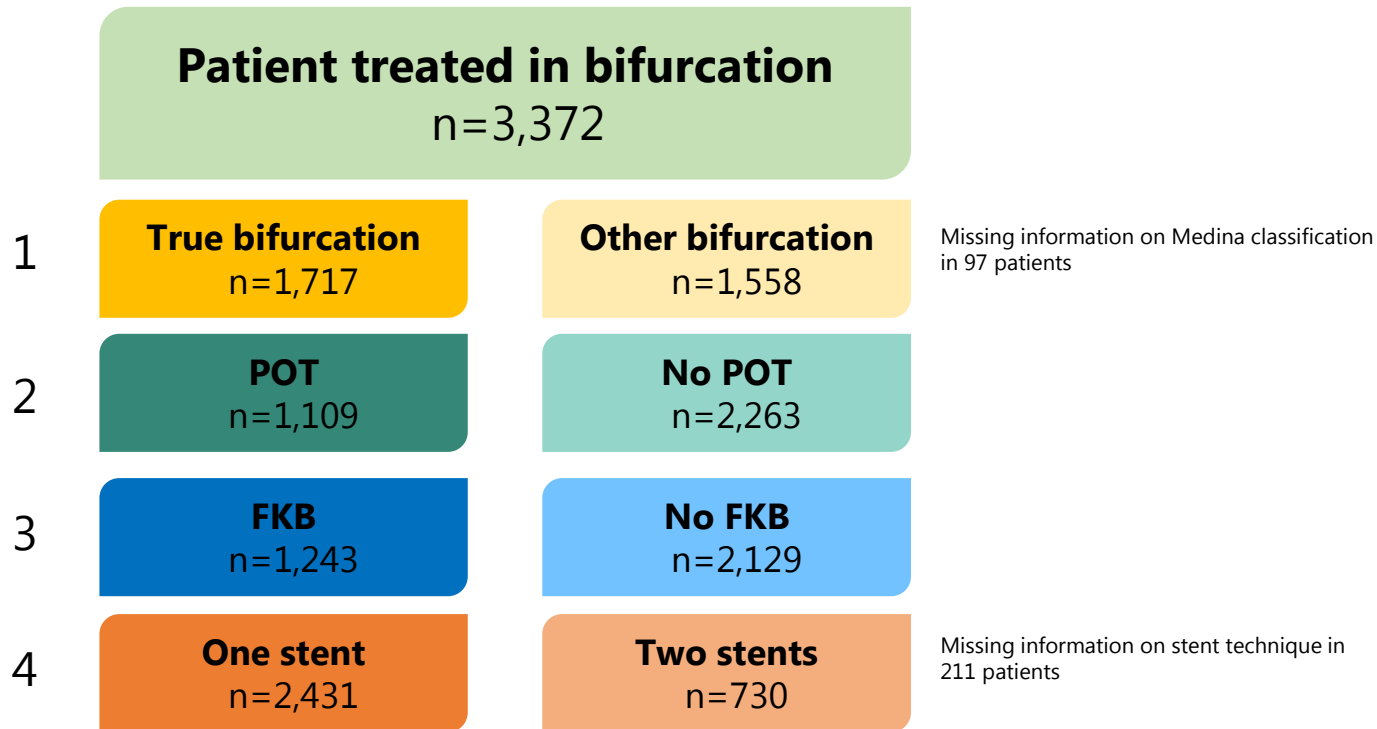 Patient treated in bifurcation
n=3,372
1
True bifurcation
n=1,717
Other bifurcation
n=1,558
Missing information on Medina classification
in 97 patients
2
POT
n=1,109
No POT
n=2,263
3
FKB
n=1,243
No FKB
n=2,129
4
One stent
n=2,431
Two stents
n=730
Missing information on stent technique in
211 patients